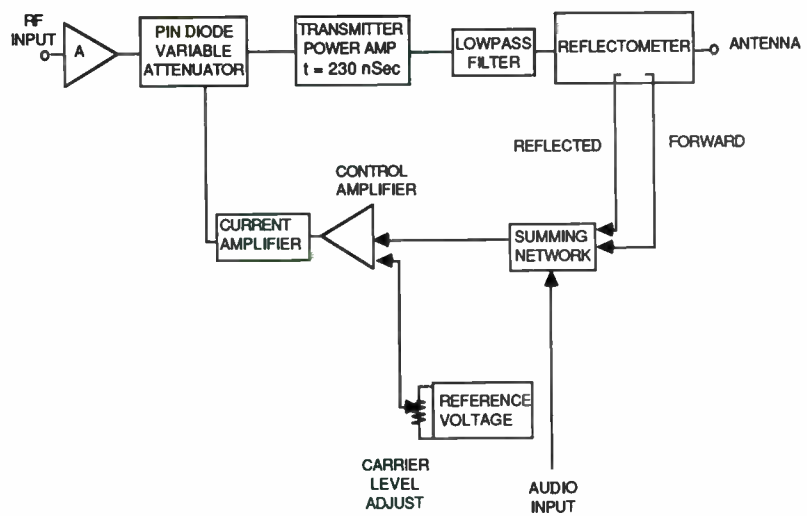 RF
INPUT
A
PIN DIODE
VARIABLE
ATTENUATOR
TRANSMITTER
POWER AMP
t = 230 nSec
LOWPASS
FILTER
REFLECTOMETER
ANTENNA
REFLECTED
FORWARD
CONTROL
AMPLIFIER
CURRENT
AMPLIFIER
SUMMING
NETWORK
REFERENCE
VOLTAGE
CARRIER
LEVEL
ADJUST
AUDIO
INPUT